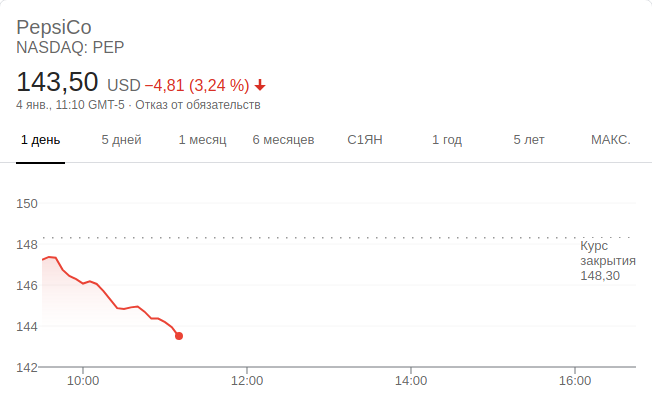 PepsiCo
NASDAQ: PEP
143,50 USD −4,81 (3,24 %)
4 янв., 11:10 GMT-5 · Отказ от обязательств
1 день 5 дней 1 месяц 6 месяцев С1ЯН 1 год 5 лет МАКС.
150
148
146
144
142
Курс
закрытия
148,30
10:00 12:00 14:00 16:00